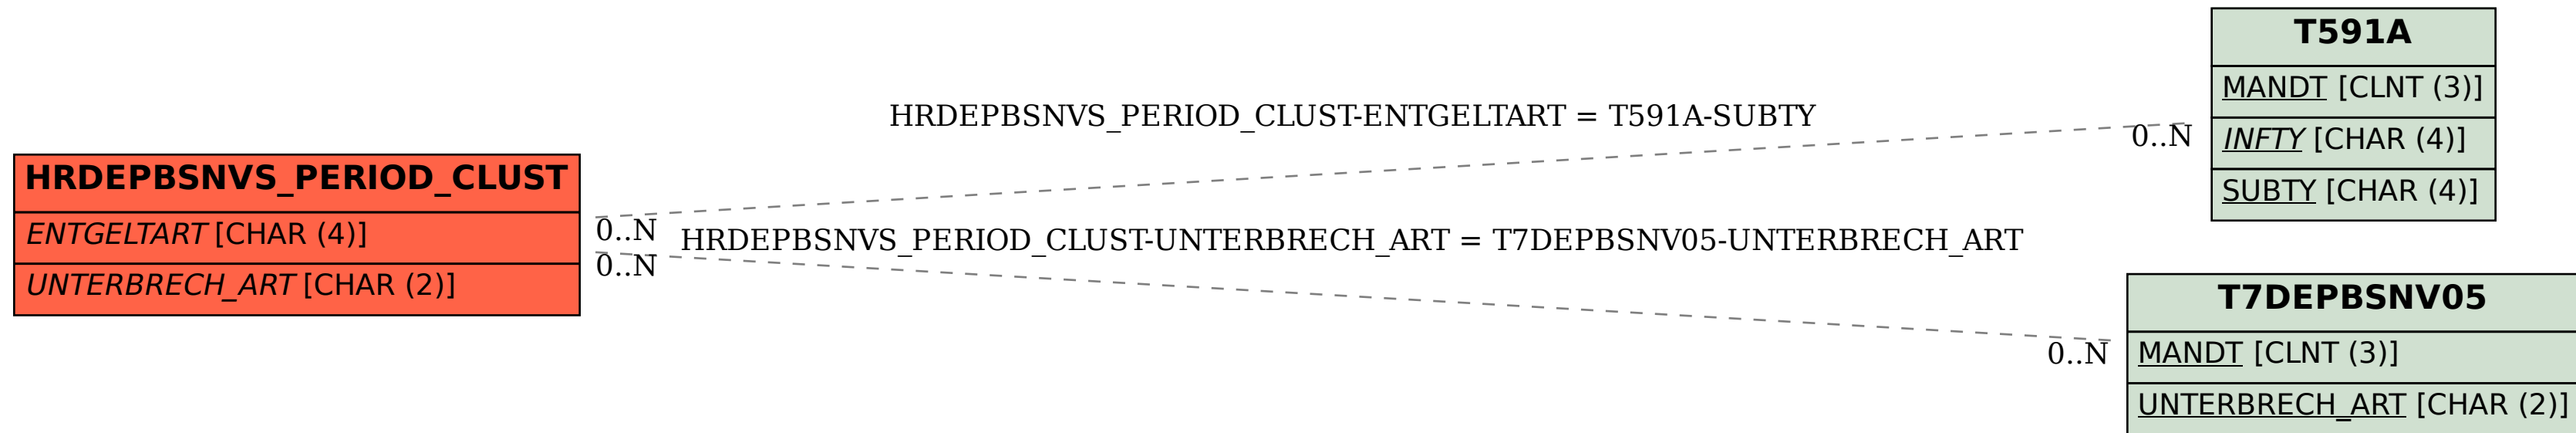 HRDEPBSNVS_PERIOD_CLUST
ENTGELTART [CHAR (4)]
UNTERBRECH_ART [CHAR (2)]
HRDEPBSNVS_PERIOD_CLUST-ENTGELTART = T591A-SUBTY
0..N
0..N
HRDEPBSNVS_PERIOD_CLUST-UNTERBRECH_ART = T7DEPBSNV05-UNTERBRECH_ART
0..N
0..N
T591A
MANDT [CLNT (3)]
INFTY [CHAR (4)]
SUBTY [CHAR (4)]
T7DEPBSNV05
MANDT [CLNT (3)]
UNTERBRECH_ART [CHAR (2)]